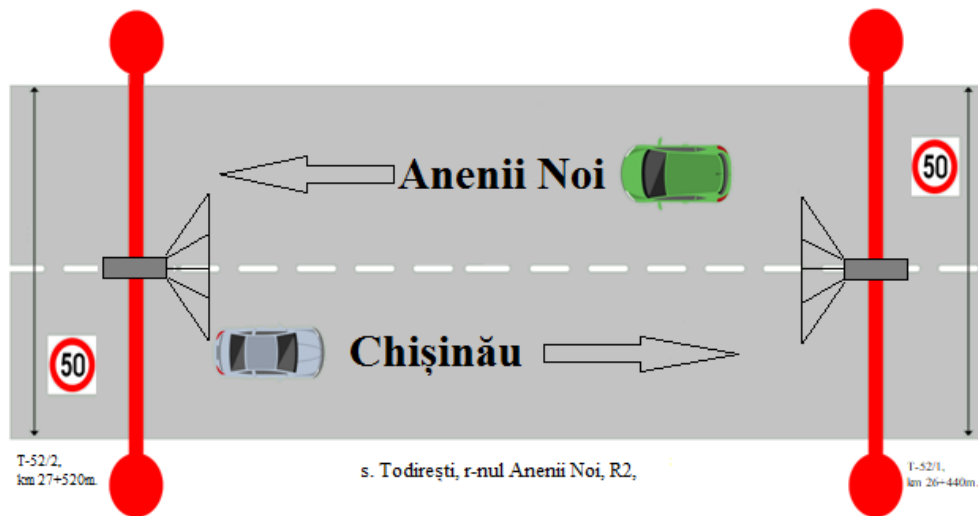 50
Anenii Noi
50
Chișinău
T-52/2,
km 27+520m.
s. Todirești, r-nul Anenii Noi, R2,
T-52/1,
km 26+440m.